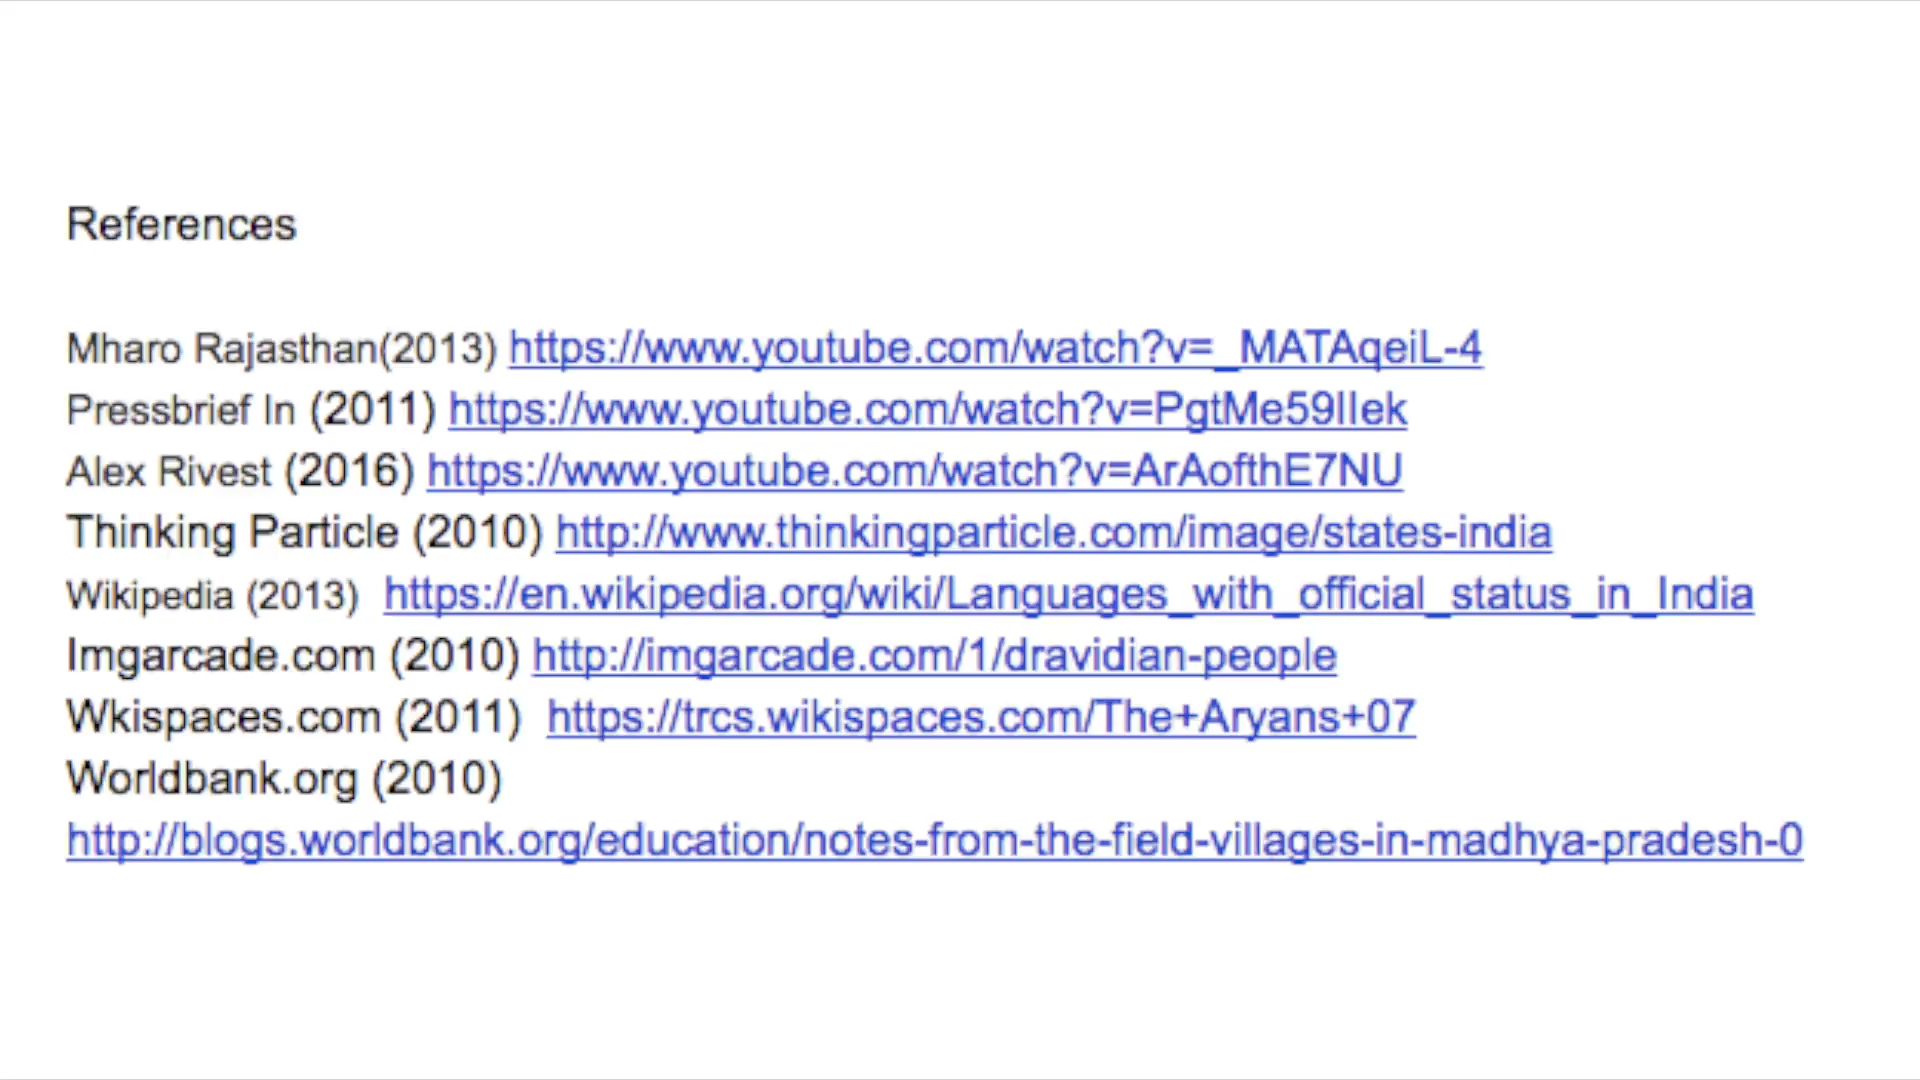 References
Mharo Rajasthan(2013) https://www.youtube.com/watch?v=_MATAqeiL-4
Pressbrief In (2011) https://www.youtube.com/watch?v=PgtMe59IIek
Alex Rivest (2016) https://www.youtube.com/watch?v=ArAofthE7NU
Thinking Particle (2010) http://www.thinkingparticle.com/image/states-india
Wikipedia (2013) https://en.wikipedia.org/wiki/Languages_with_official_status_in_India
Imgarcade.com (2010) http://imgarcade.com/1/dravidian-people
Wkispaces.com (2011) https://trcs.wikispaces.com/The+Aryans+07
Worldbank.org (2010)
http://blogs.worldbank.org/education/notes-from-the-field-villages-in-madhya-pradesh-0